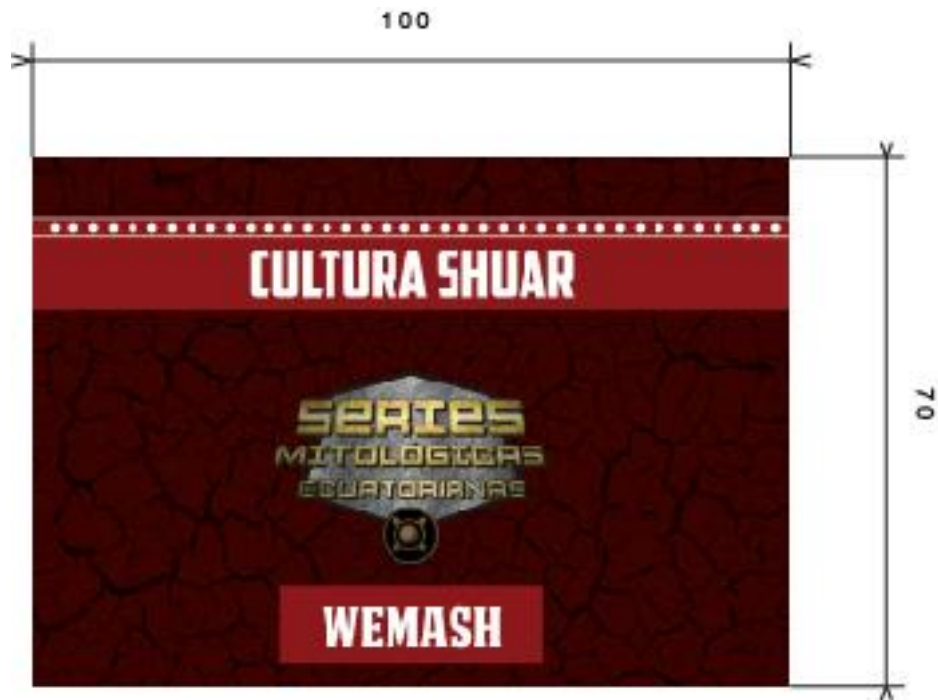 100
CULTURA SHUAR
70
SERIES
MITOLOGICAS
ECUATORIANAS
WEMASH